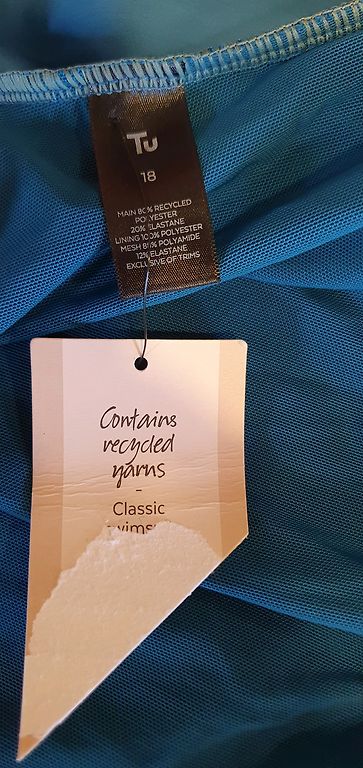 Tu
18
MAIN 80% RECYCLED
POLYESTER
20% ELASTANE
LINING 100% POLYESTER
MESH 88% POLYAMIDE
12% ELASTANE
EXCLUSIVE OF TRIMS
Contains
recycled
yarns
-
Classic